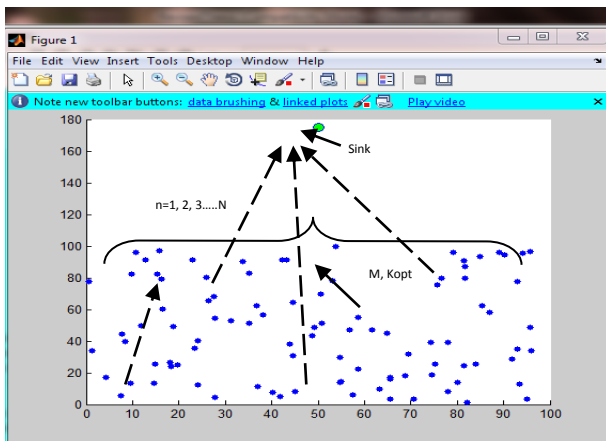 Figure 1
File Edit View Insert Tools Desktop Window Help
Note new toolbar buttons: data brushing & linked plots Play video
180
160
140
120
100
80
60
40
20
0
0 10 20 30 40 50 60 70 80 90 100
Sink
n=1, 2, 3.....N
M, Kopt